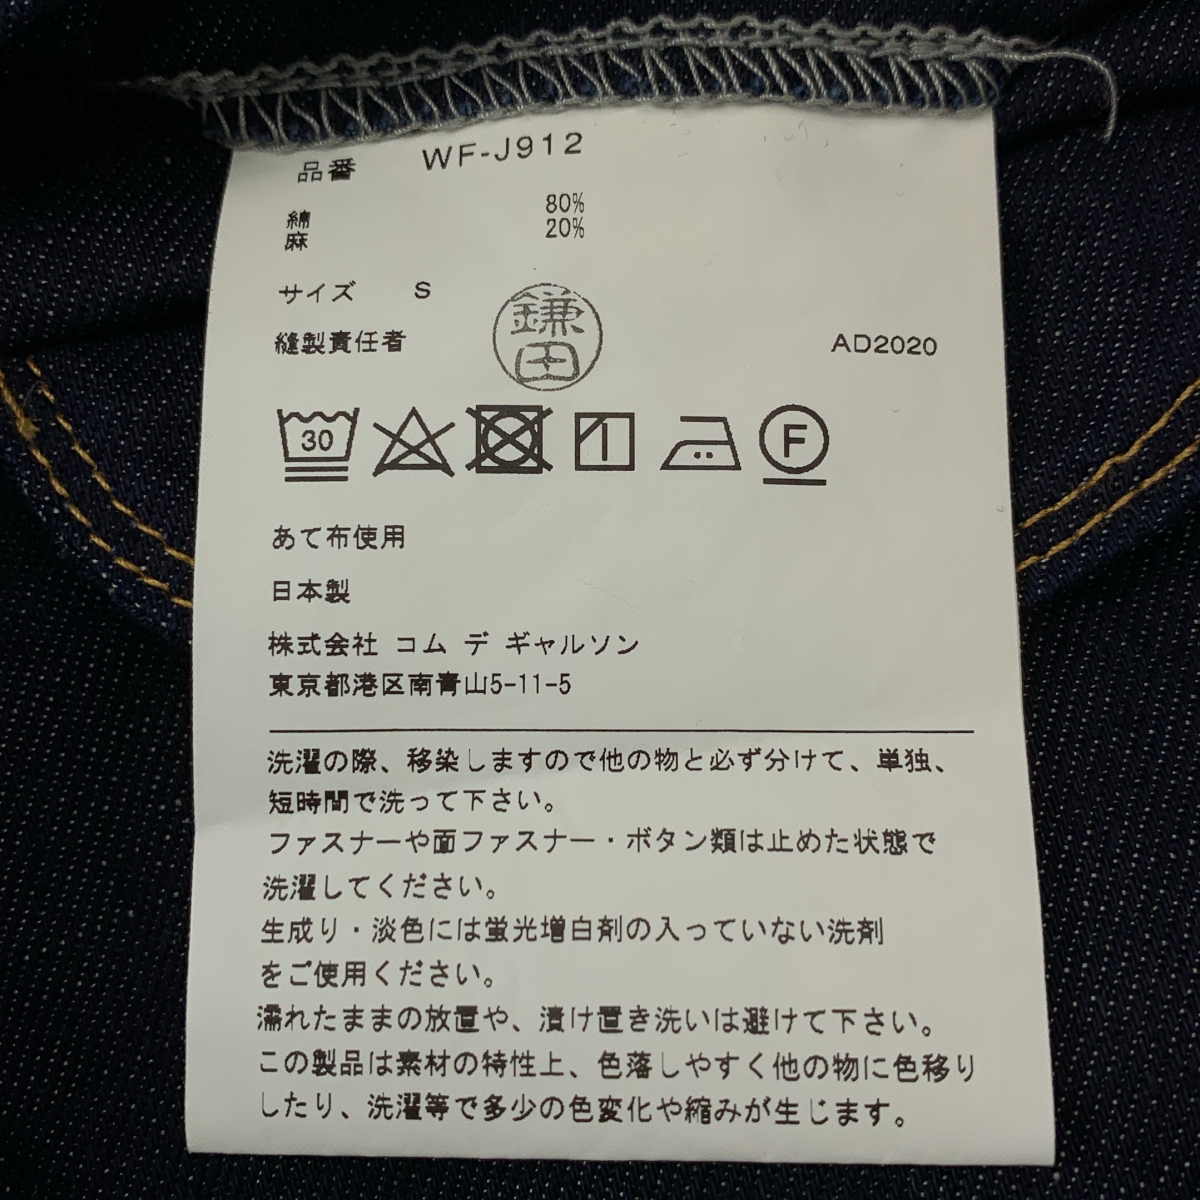 品番 WF-J912
綿 80%
麻 20%
サイズ S
縫製責任者 鎌田 AD2020
30 F
あて布使用
日本製
株式会社 コム デ ギャルソン
東京都港区南青山5-11-5
洗濯の際、移染しますので他の物と必ず分けて、単独、
短時間で洗って下さい。
ファスナーや面ファスナー・ボタン類は止めた状態で
洗濯してください。
生成り・淡色には蛍光増白剤の入っていない洗剤
をご使用ください。
濡れたままの放置や、漬け置き洗いは避けて下さい。
この製品は素材の特性上、色落しやすく他の物に色移り
したり、洗濯等で多少の色変化や縮みが生じます。